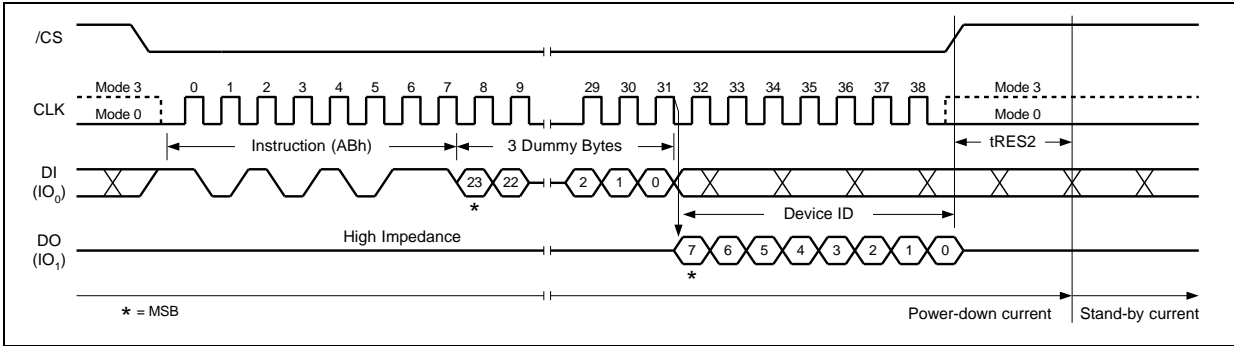 /CS
Mode 3 0 1 2 3 4 5 6 7 8 9 29 30 31 32 33 34 35 36 37 38 Mode 3
CLK
Mode 0 Mode 0
Instruction (ABh) 3 Dummy Bytes tRES2
DI
(IO0)
23 22 2 1 0
*
Device ID
DO
(IO1)
High Impedance
7 6 5 4 3 2 1 0
*
* = MSB
Power-down current Stand-by current